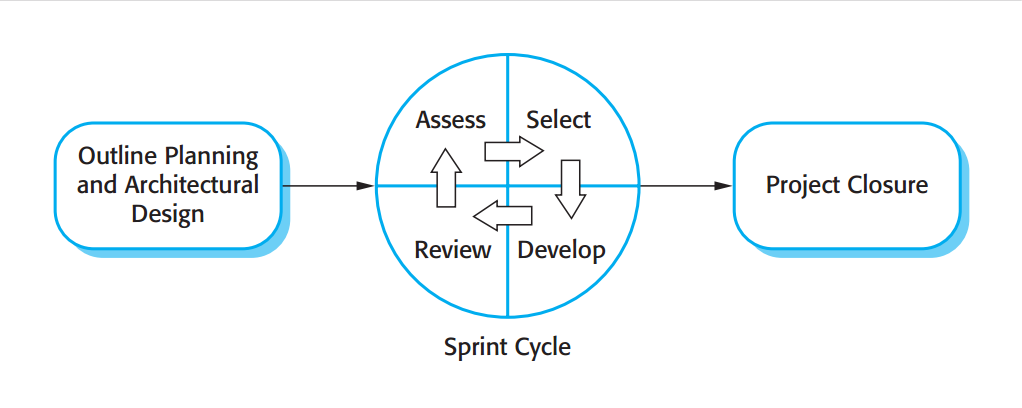 Outline Planning
and Architectural
Design
Assess
Select
Review
Develop
Sprint Cycle
Project Closure